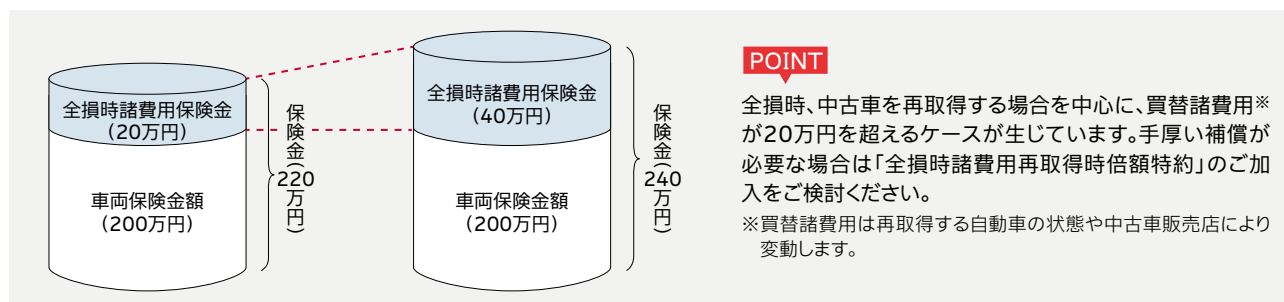 全損時諸費用保険金
(20万円)
車両保険金額
(200万円)
保険金(220万円)
全損時諸費用保険金
(40万円)
車両保険金額
(200万円)
保険金(240万円)
POINT
全損時、中古車を再取得する場合を中心に、買替諸費用※
が20万円を超えるケースが生じています。手厚い補償が
必要な場合は「全損時諸費用再取得時倍額特約」のご加
入をご検討ください。
※買替諸費用は再取得する自動車の状態や中古車販売店により
変動します。